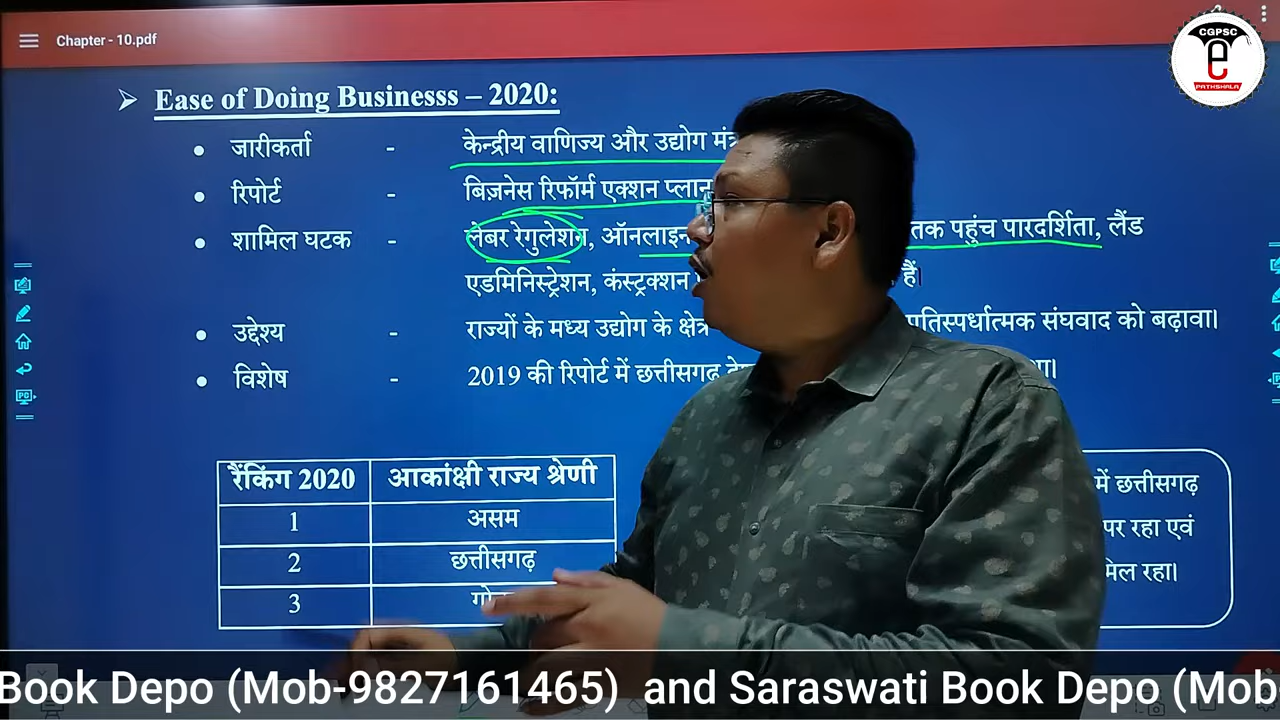 Chapter - 10.pdf
CGPSC
e
PATHSHALA
➢ Ease of Doing Businesss – 2020:
• जारीकर्ता - केन्द्रीय वाणिज्य और उद्योग
• रिपोर्ट - बिज़नेस रिफॉर्म एक्शन प्लान
• शामिल घटक - लेबर रेगुलेशन, ऑनलाइन तक पहुंच पारदर्शिता, लैंड
एडमिनिस्ट्रेशन, कंस्ट्रक्शन हैं।
• उद्देश्य - राज्यों के मध्य उद्योग के क्षेत्र प्रतिस्पर्धात्मक संघवाद को बढ़ावा।
• विशेष - 2019 की रिपोर्ट में छत्तीसगढ़
रैंकिंग 2020 आकांक्षी राज्य श्रेणी
1 असम
2 छत्तीसगढ़
3
में छत्तीसगढ़
पर रहा एवं
रहा।
Book Depo (Mob-9827161465) and Saraswati Book Depo (Mob